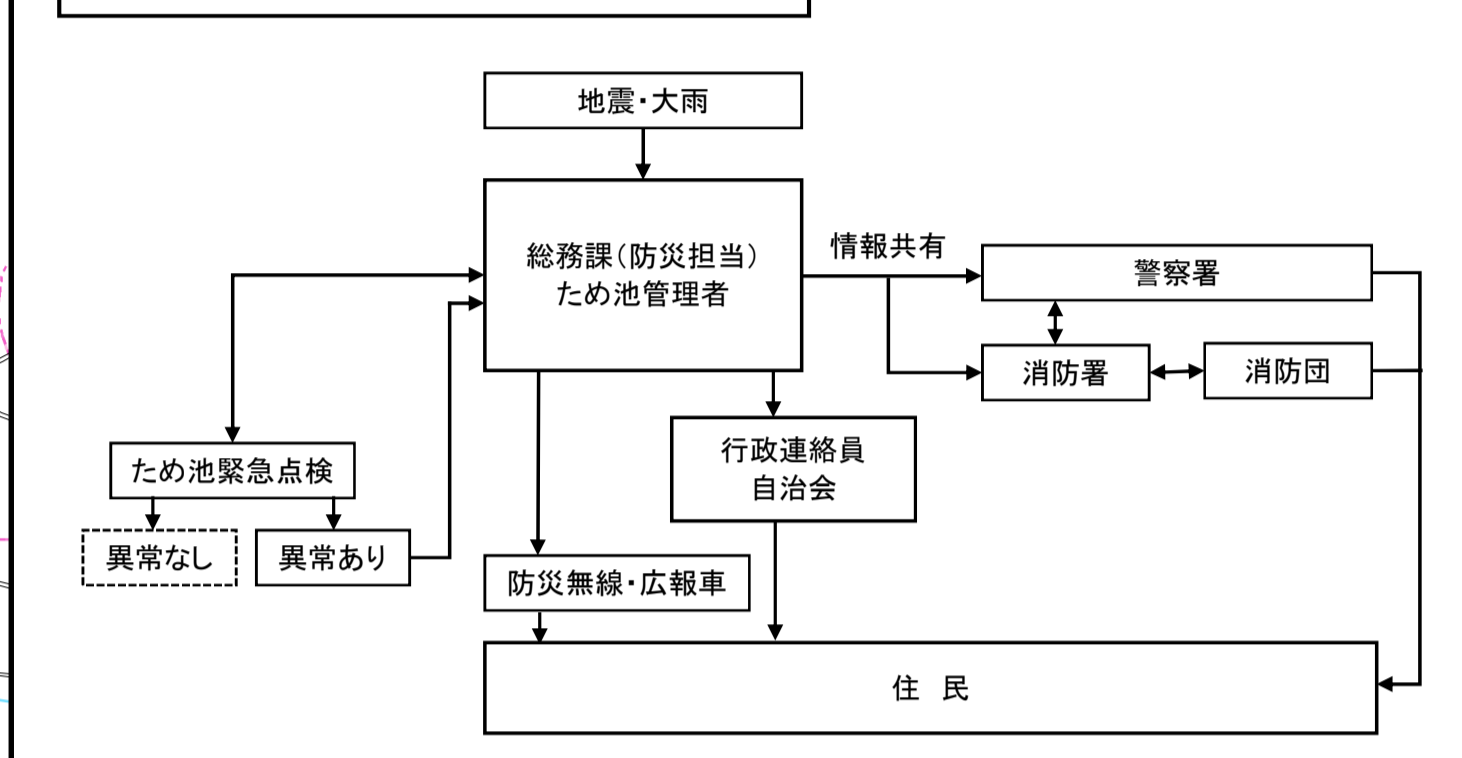 地震・大雨
総務課(防災担当)
ため池管理者
情報共有
警察署
消防署
消防団
行政連絡員
自治会
ため池緊急点検
異常なし
異常あり
防災無線・広報車
住　民